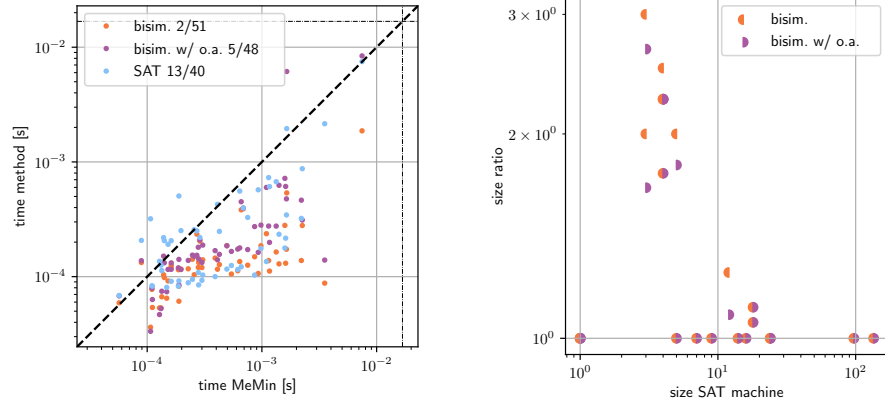 bisim. 2/51
bisim. w/ o.a. 5/48
SAT 13/40
time method [s]
10⁻²
10⁻³
10⁻⁴
10⁻⁴
10⁻³
10⁻²
time MeMin [s]
bisim.
bisim. w/ o.a.
size ratio
3 × 10⁰
2 × 10⁰
10⁰
10⁰
10¹
10²
size SAT machine